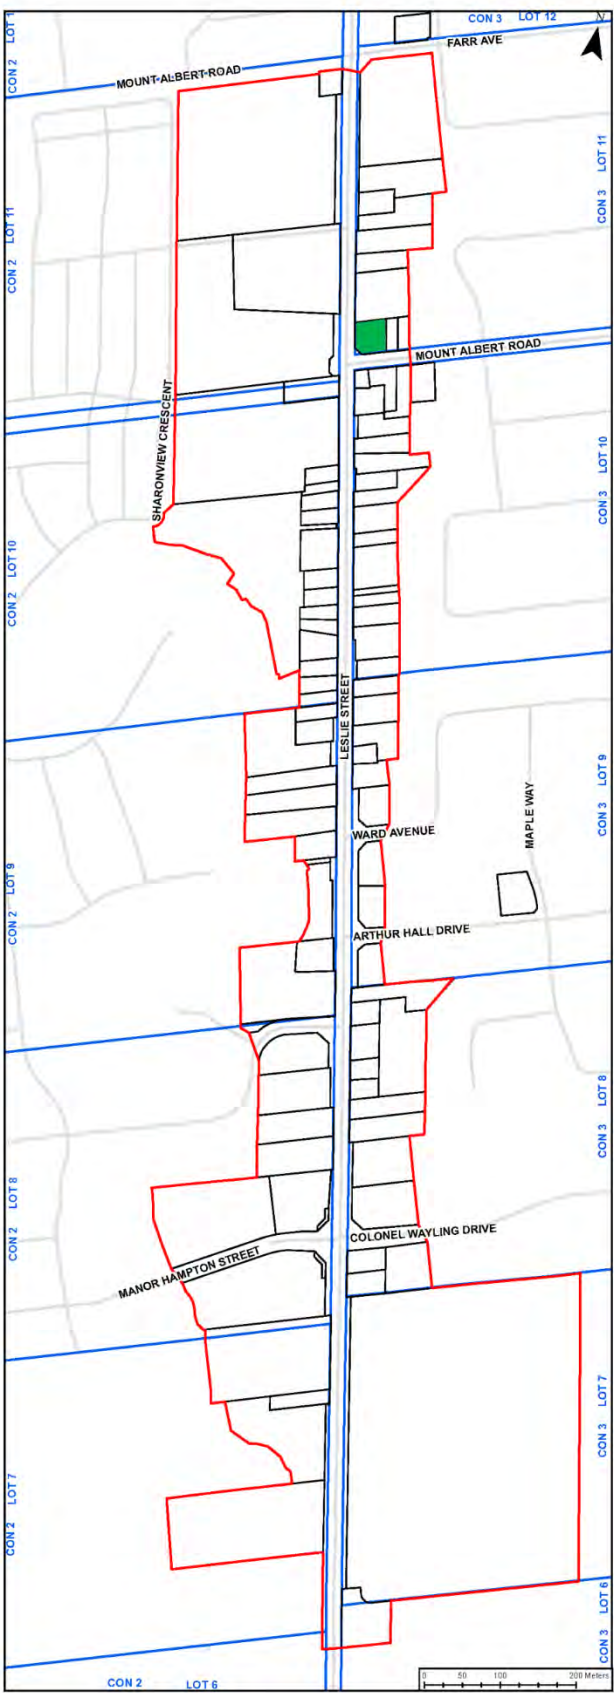 CON 3 LOT 12
N
FARR AVE
CON 2 LOT 1
MOUNT ALBERT ROAD
CON 3 LOT 11
CON 2 LOT 11
MOUNT ALBERT ROAD
SHARONVIEW CRESCENT
CON 3 LOT 10
CON 2 LOT 10
LESLIE STREET
CON 3 LOT 9
MAPLE WAY
WARD AVENUE
CON 2 LOT 9
ARTHUR HALL DRIVE
CON 3 LOT 8
CON 2 LOT 8
COLONEL WAYLING DRIVE
MANOR HAMPTON STREET
CON 3 LOT 7
CON 2 LOT 7
CON 3 LOT 6
CON 2 LOT 6
0 50 100 200 Meters